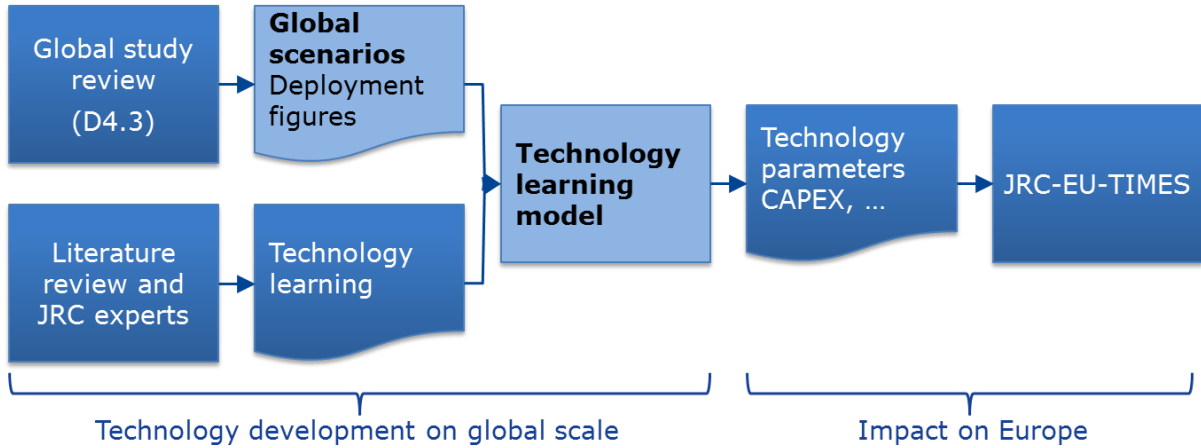 Global study
review
(D4.3)
Global
scenarios
Deployment
figures
Literature
review and
JRC experts
Technology
learning
Technology
learning
model
Technology
parameters
CAPEX, ...
JRC-EU-TIMES
Technology development on global scale
Impact on Europe